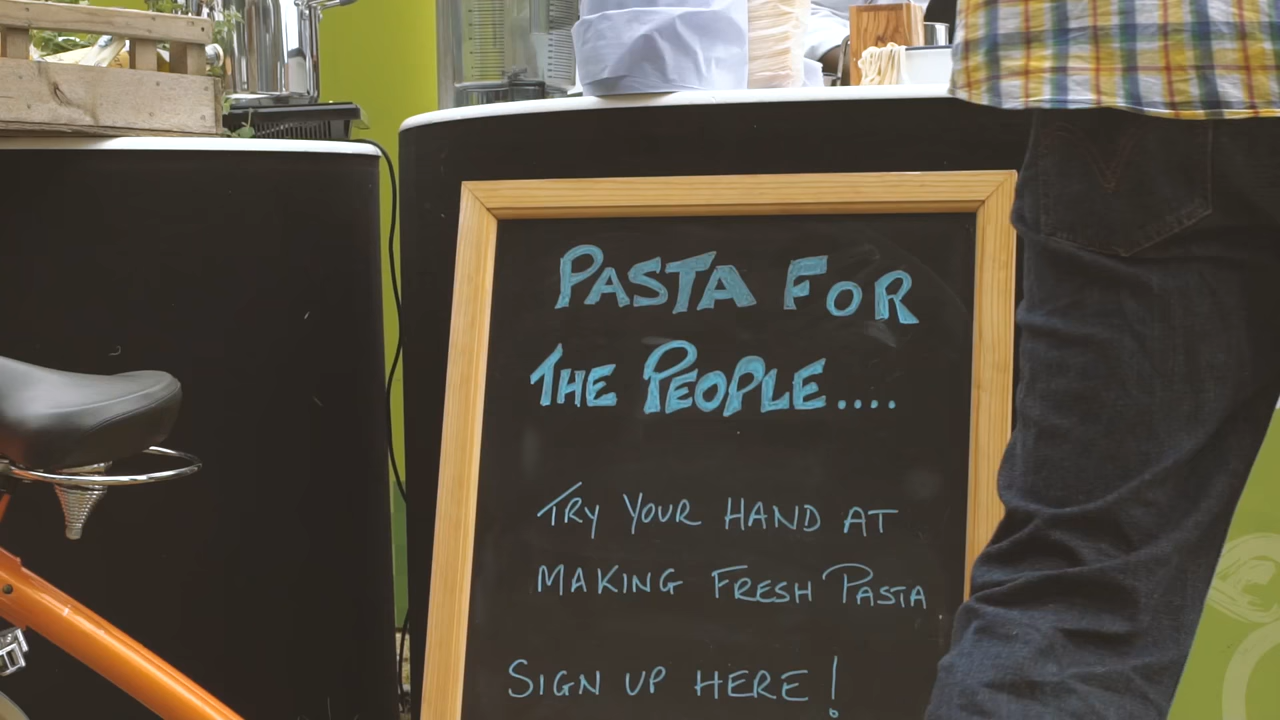 PASTA FOR
THE PEOPLE....
TRY YOUR HAND AT
MAKING FRESH PASTA
SIGN UP HERE!